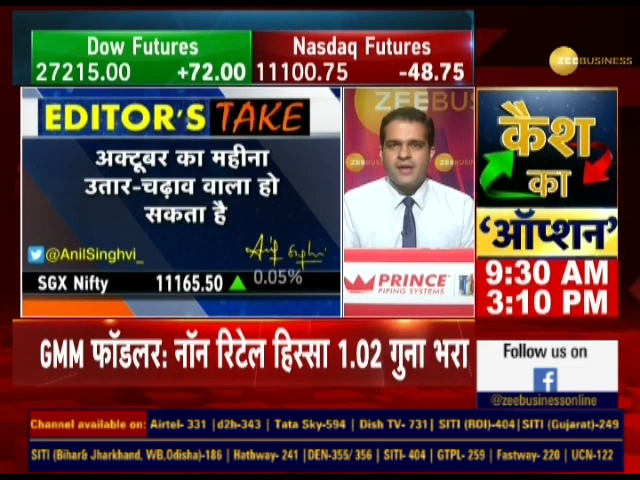 Dow Futures
27215.00 +72.00
Nasdaq Futures
11100.75 -48.75
ZEEBUSINESS
EDITOR'S TAKE
अक्टूबर का महीना
उतार-चढ़ाव वाला हो
सकता है
@AnilSinghvi_
SGX Nifty 11165.50 0.05%
ZEE BUS
ZEEBUSINESS
PRINCE
PIPING SYSTEMS
कैश
का
'ऑप्शन'
9:30 AM
3:10 PM
GMM फॉडलर: नॉन रिटेल हिस्सा 1.02 गुना भरा
Follow us on
@zeebusinessonline
Channel available on: Airtel- 331 | d2h-343 | Tata Sky-594 | Dish TV- 731 | SITI (ROI)-404 | SITI (Gujarat)-249
SITI (Bihar& Jharkhand, WB,Odisha)-186 | Hathway- 241 | DEN-355/ 356 | SITI- 404 | GTPL- 259 | Fastway- 220 | UCN-122